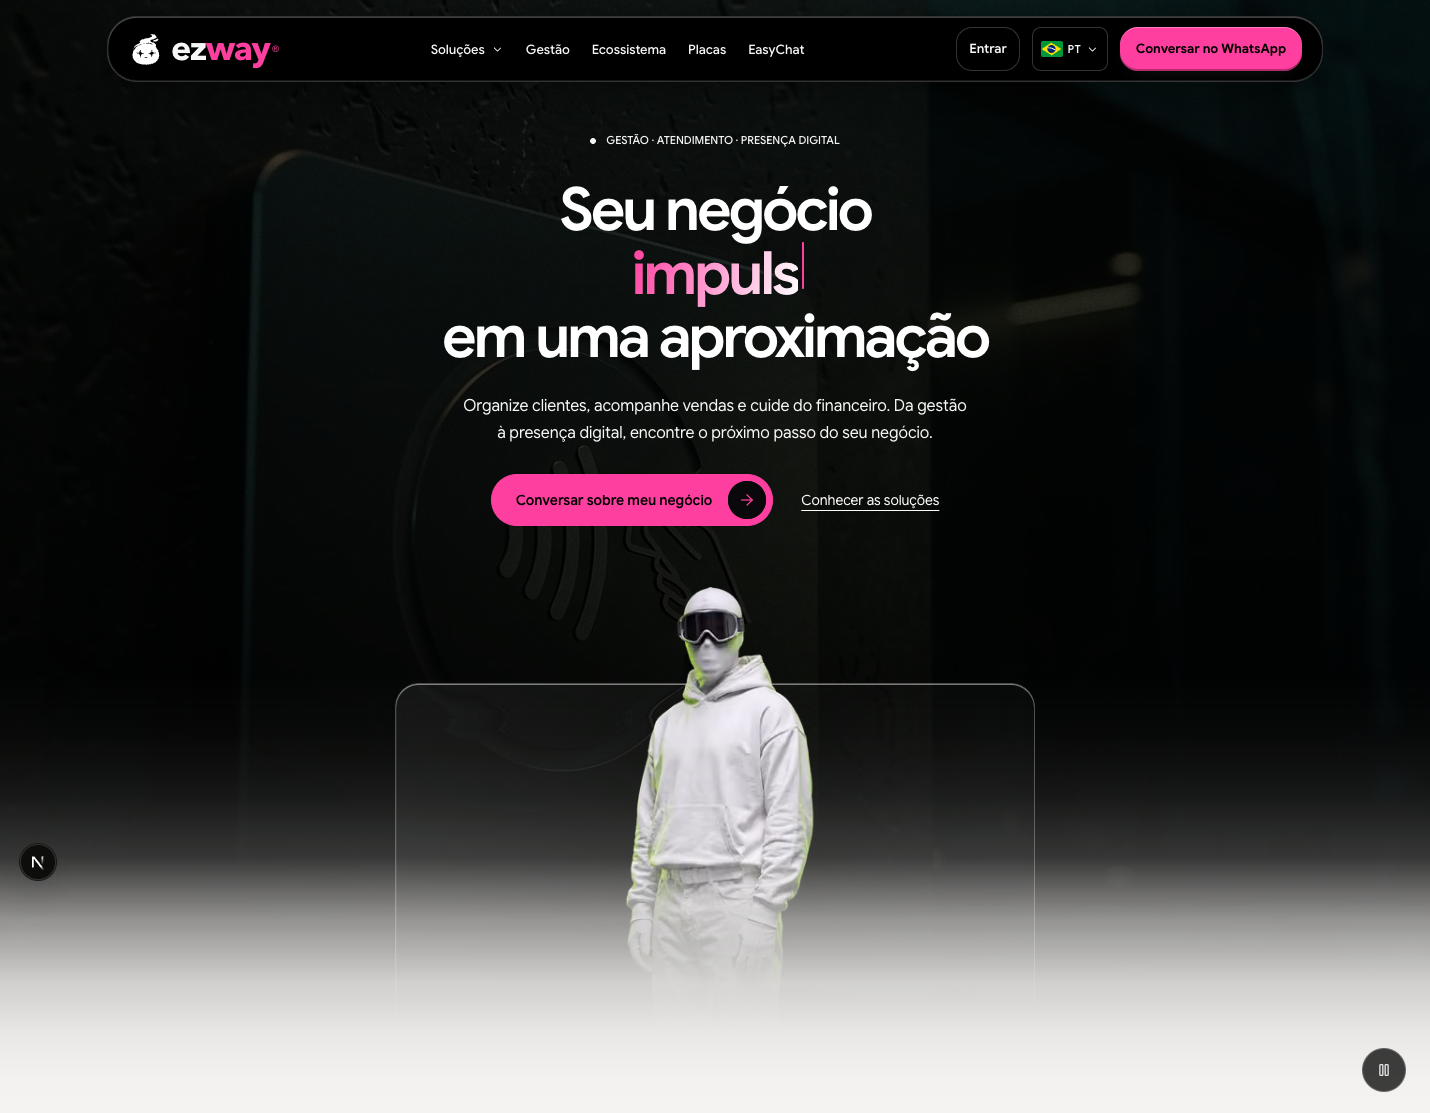 ezway®
Soluções
Gestão
Ecossistema
Placas
EasyChat
Entrar
PT
Conversar no WhatsApp
GESTÃO · ATENDIMENTO · PRESENÇA DIGITAL
Seu negócio
impuls
em uma aproximação
Organize clientes, acompanhe vendas e cuide do financeiro. Da gestão
à presença digital, encontre o próximo passo do seu negócio.
Conversar sobre meu negócio
Conhecer as soluções
N